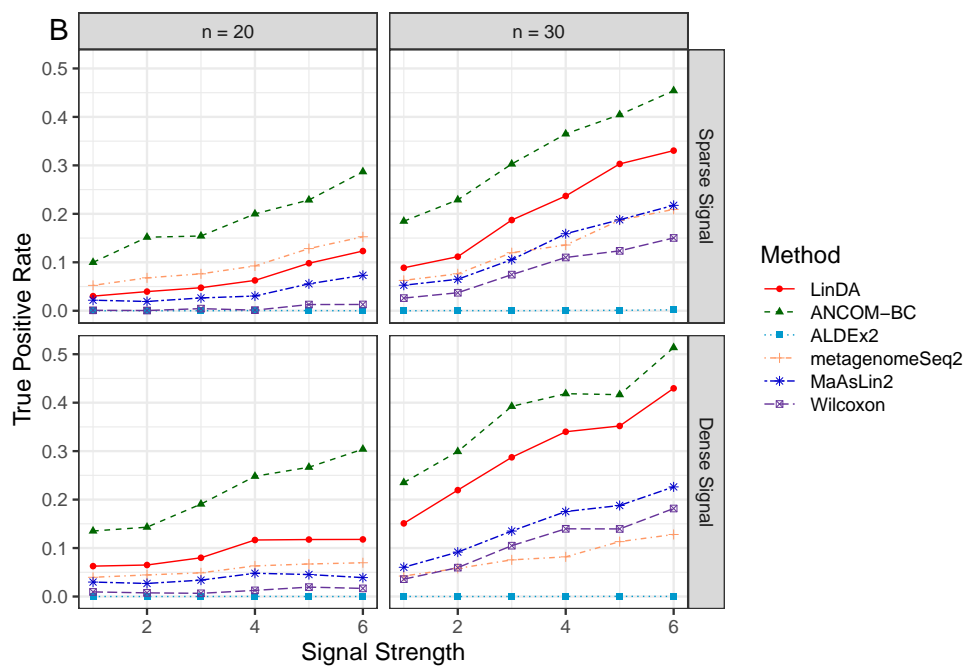 B
n = 20
n = 30
True Positive Rate
0.5
0.4
0.3
0.2
0.1
0.0
Sparse Signal
0.5
0.4
0.3
0.2
0.1
0.0
Dense Signal
2
4
6
2
4
6
Signal Strength
Method
LinDA
ANCOM−BC
ALDEx2
metagenomeSeq2
MaAsLin2
Wilcoxon